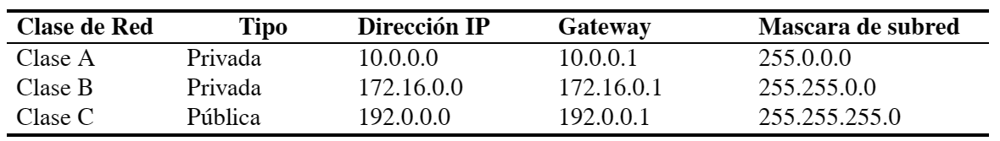 Clase de Red Tipo Dirección IP Gateway Mascara de subred
Clase A Privada 10.0.0.0 10.0.0.1 255.0.0.0
Clase B Privada 172.16.0.0 172.16.0.1 255.255.0.0
Clase C Pública 192.0.0.0 192.0.0.1 255.255.255.0